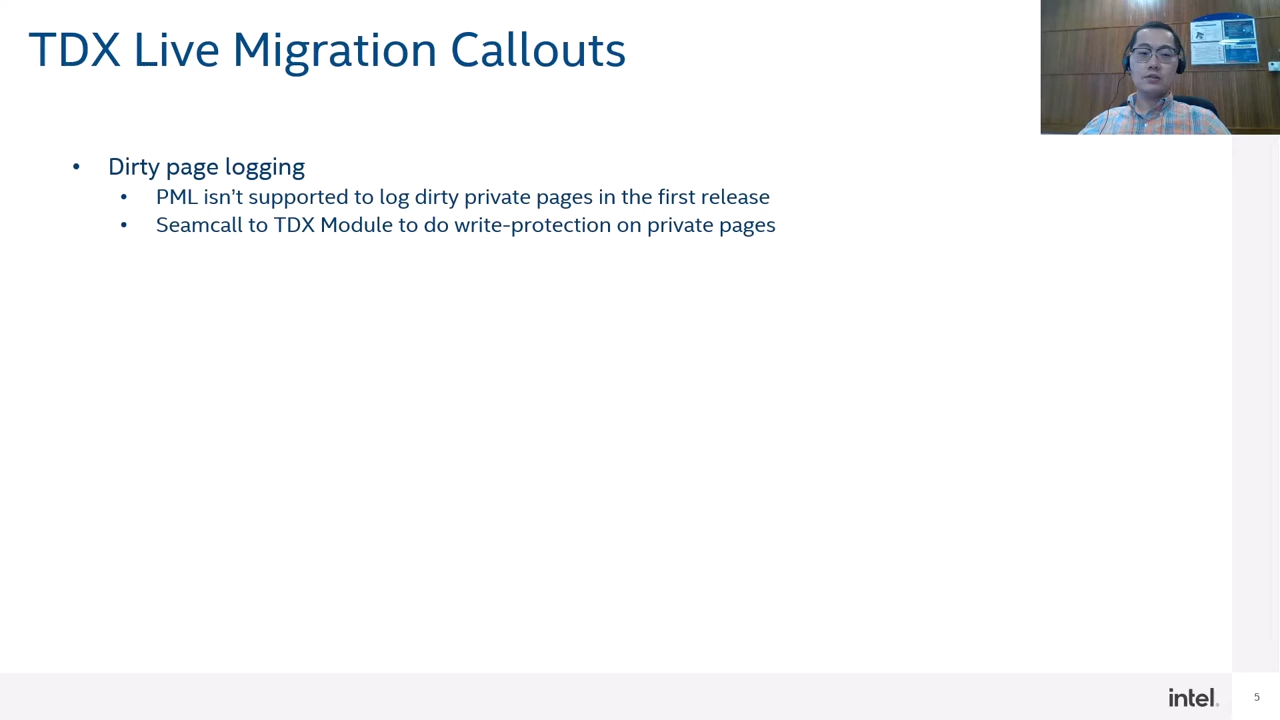 TDX Live Migration Callouts
• Dirty page logging
• PML isn’t supported to log dirty private pages in the first release
• Seamcall to TDX Module to do write-protection on private pages
intel.
5